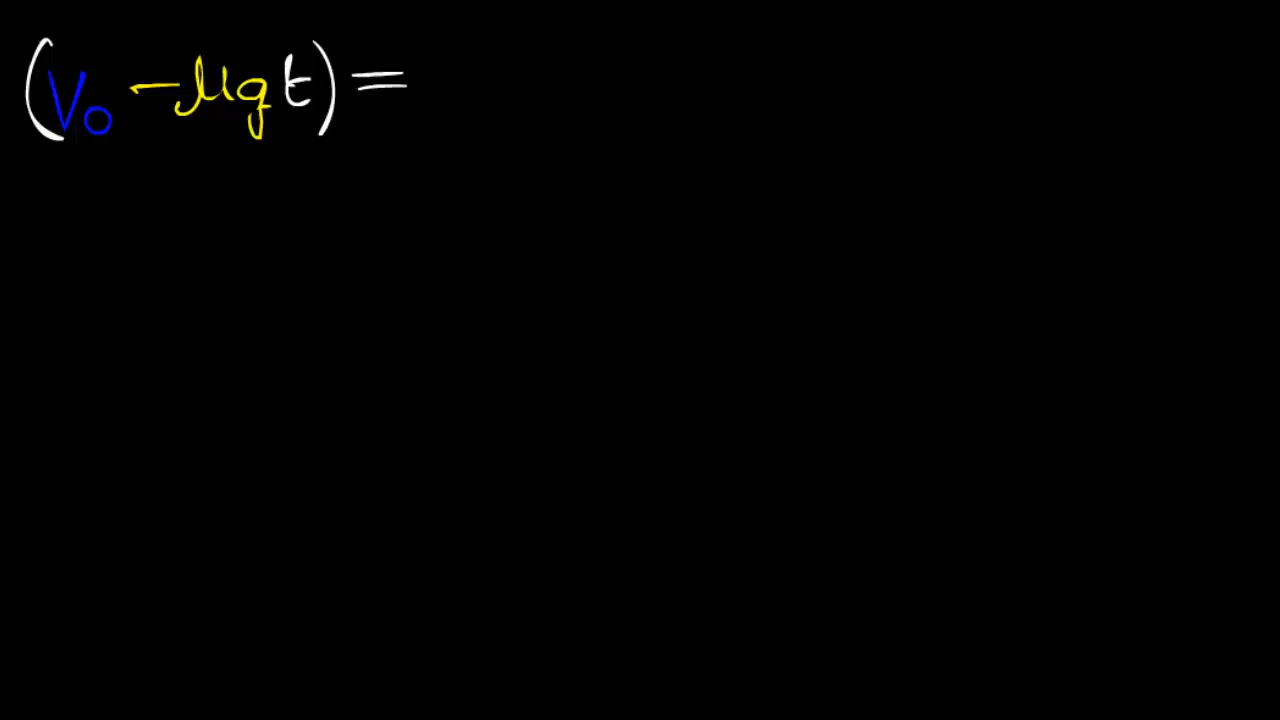 (V₀ - μgt) =